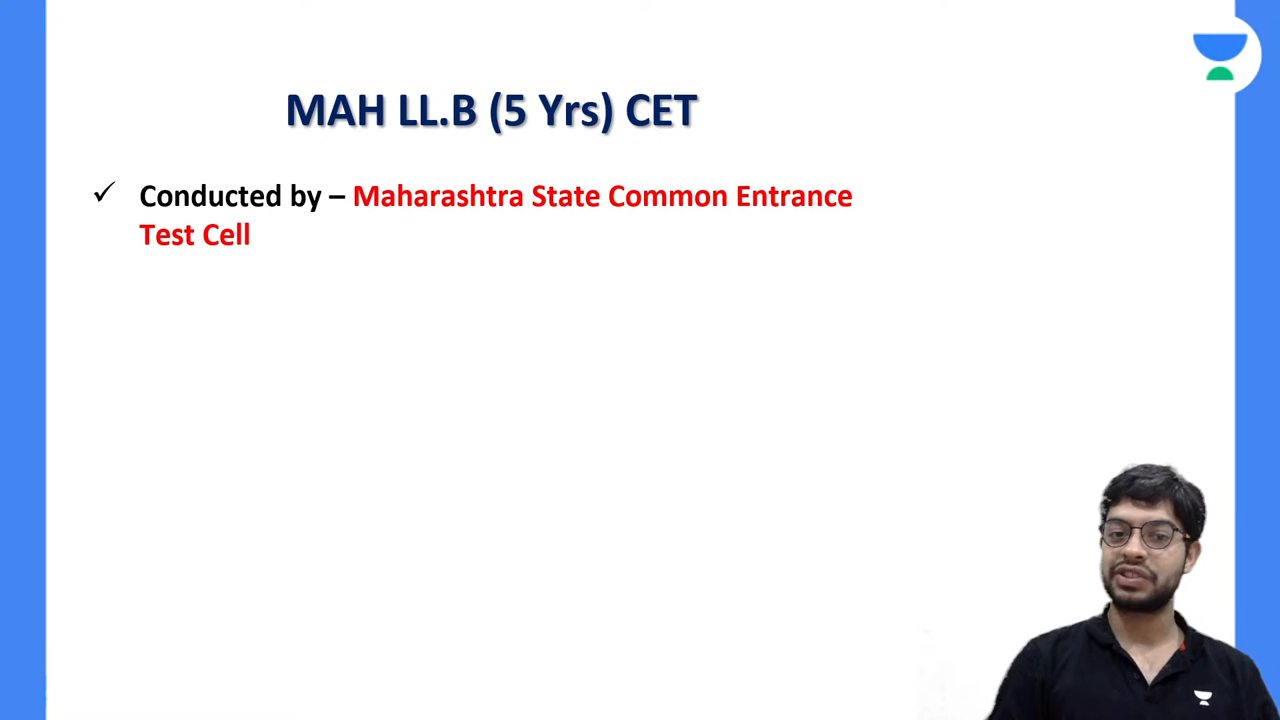 MAH LL.B (5 Yrs) CET
✓ Conducted by – Maharashtra State Common Entrance
Test Cell